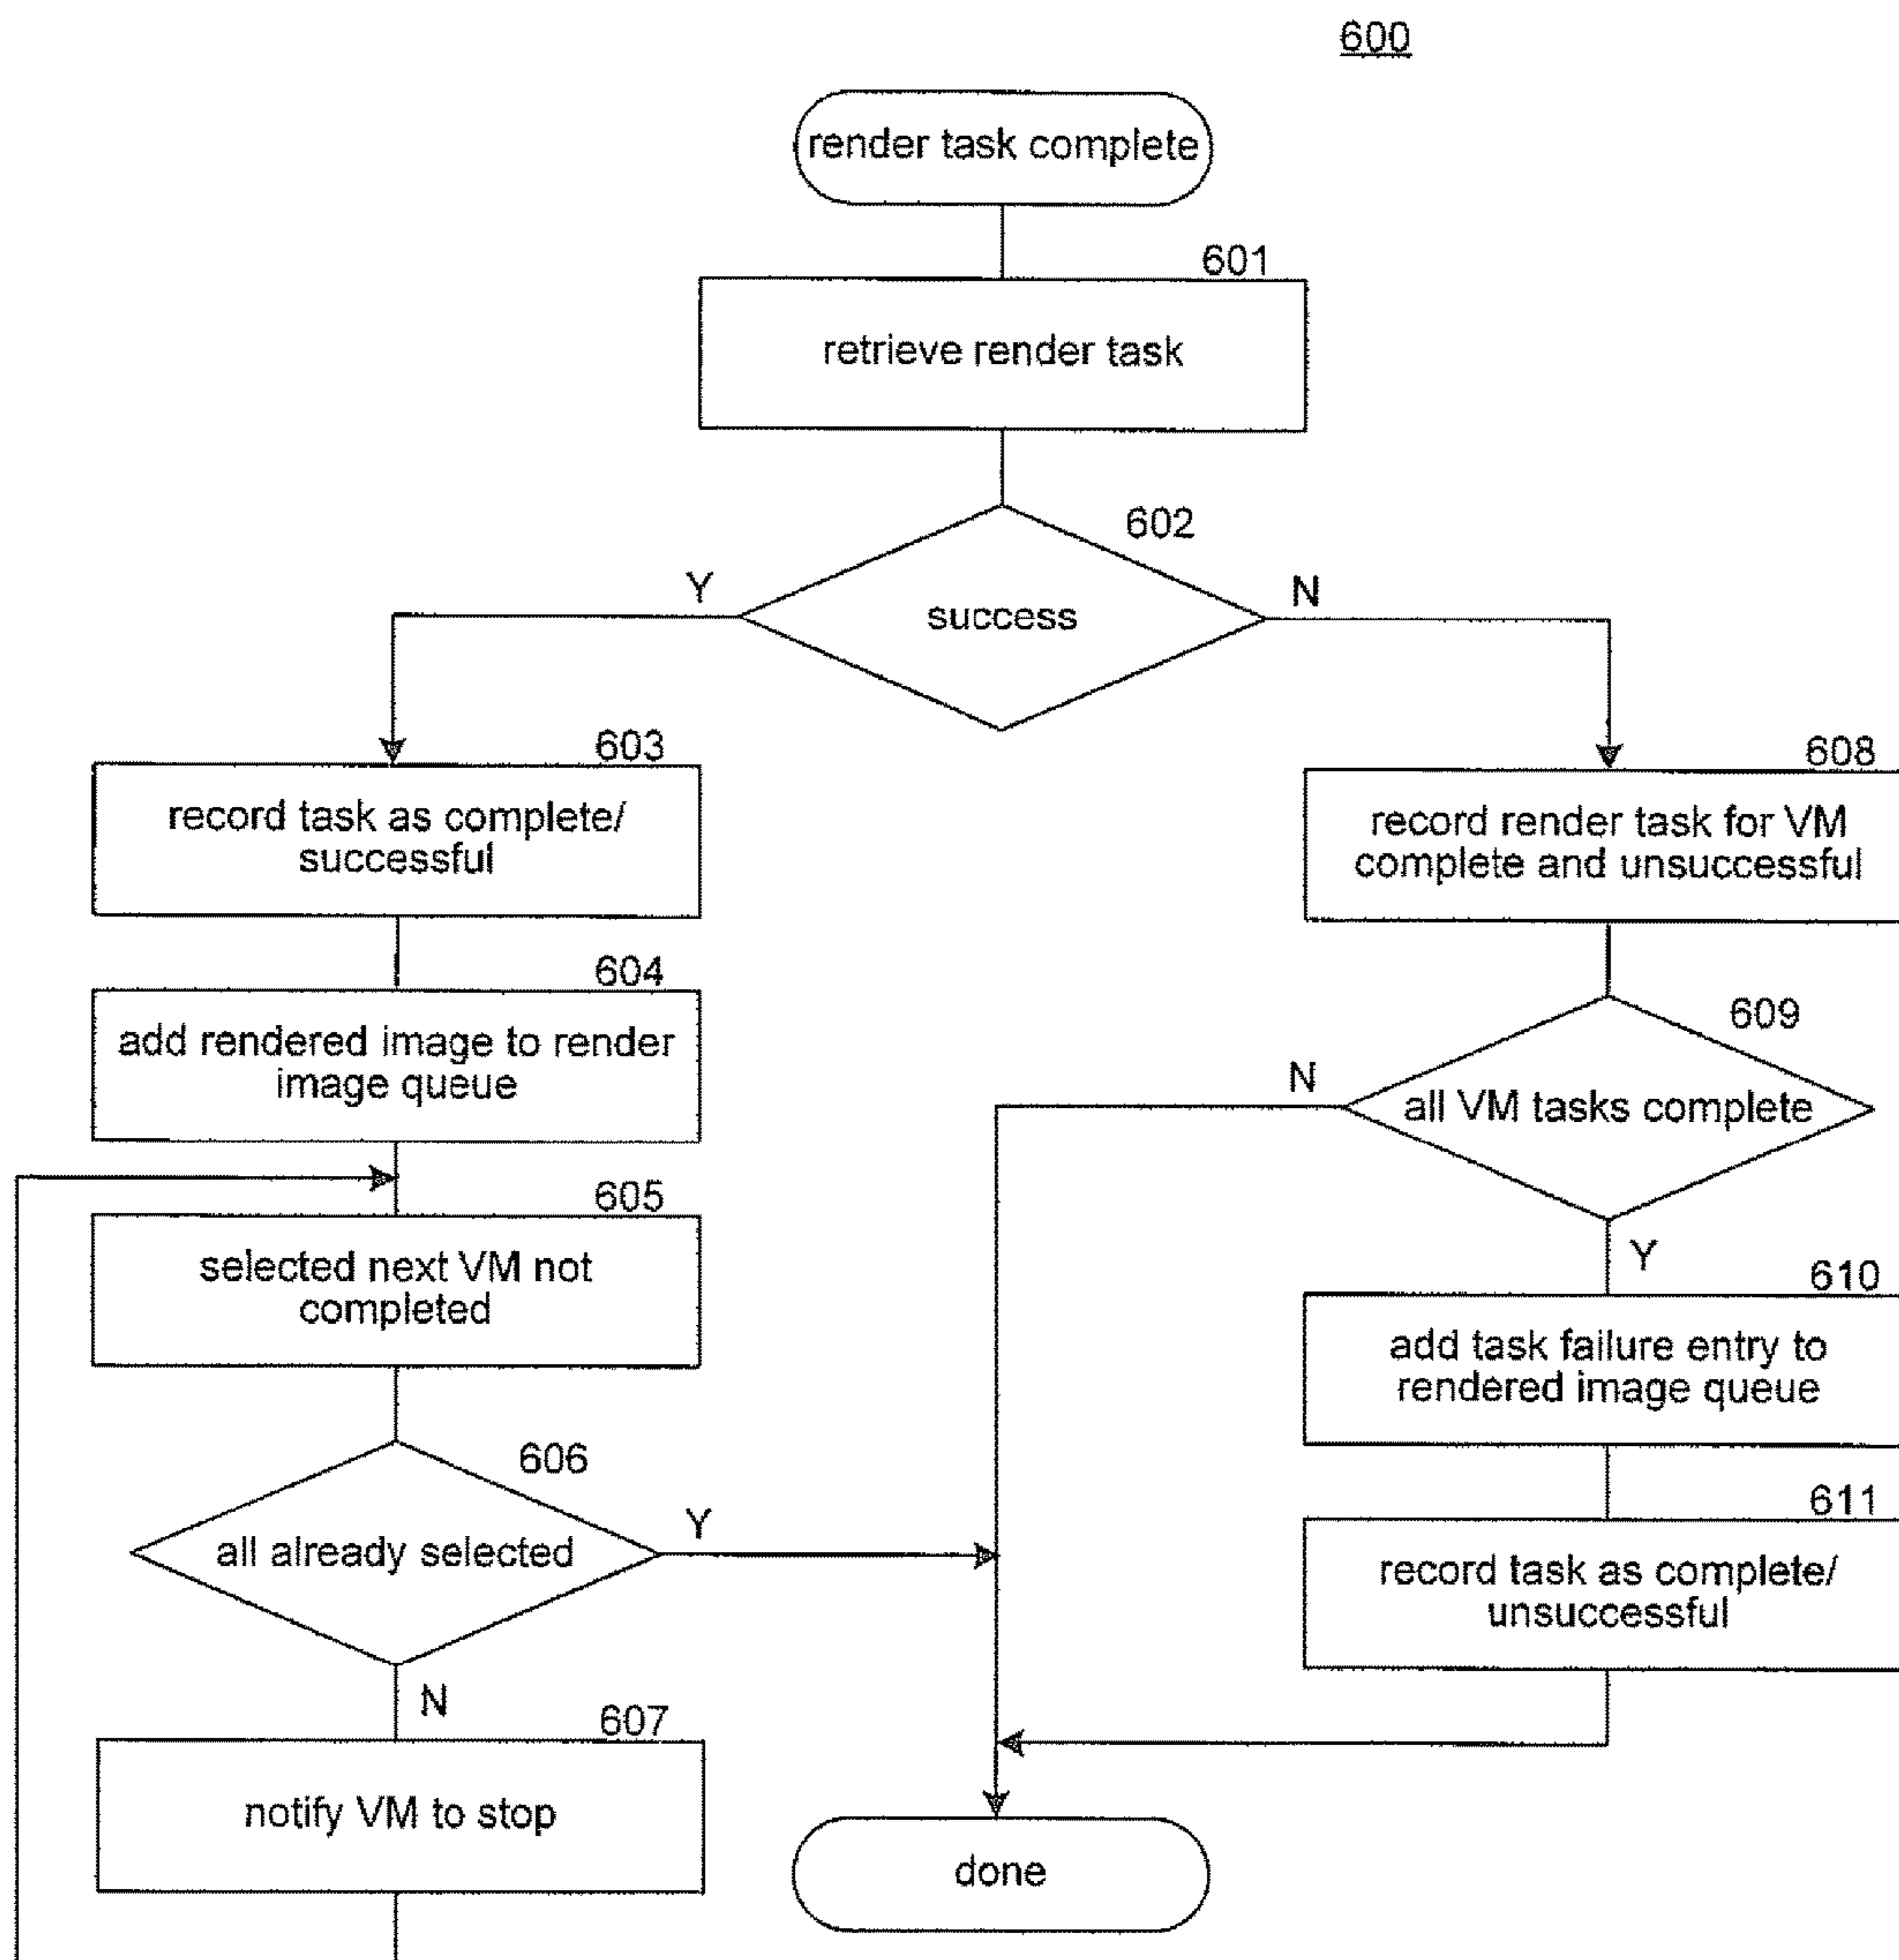 600
render task complete
601
retrieve render task
602
Y
success
N
603
record task as complete/
successful
608
record render task for VM
complete and unsuccessful
604
add rendered image to render
image queue
609
N
all VM tasks complete
Y
605
selected next VM not
completed
610
add task failure entry to
rendered image queue
606
all already selected
Y
N
611
record task as complete/
unsuccessful
607
notify VM to stop
done